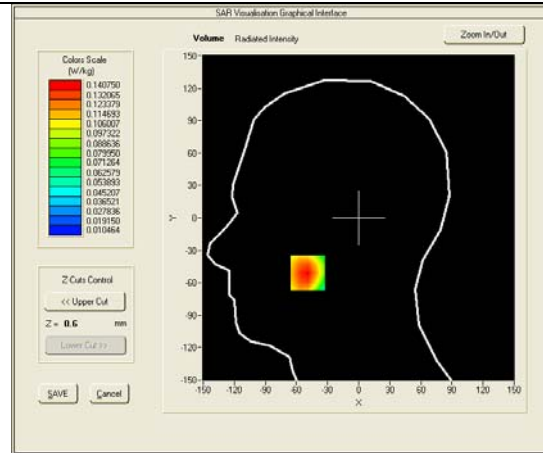 SAR Visualisation Graphical Interface
Volume Radiated Intensity
Zoom In/Out
Colors Scale
(W/kg)
0.140750
0.132065
0.123379
0.114693
0.106007
0.097322
0.088636
0.079950
0.071264
0.062579
0.053893
0.045207
0.036521
0.027836
0.019150
0.010464
Z Cuts Control
<< Upper Cut
Z = 0.6 mm
Lower Cut >>
SAVE Cancel
150-
120-
90-
60-
30-
0-
-30-
-60-
-90-
-120-
-150-
Y
-150 -120 -90 -60 -30 0 30 60 90 120 150
X